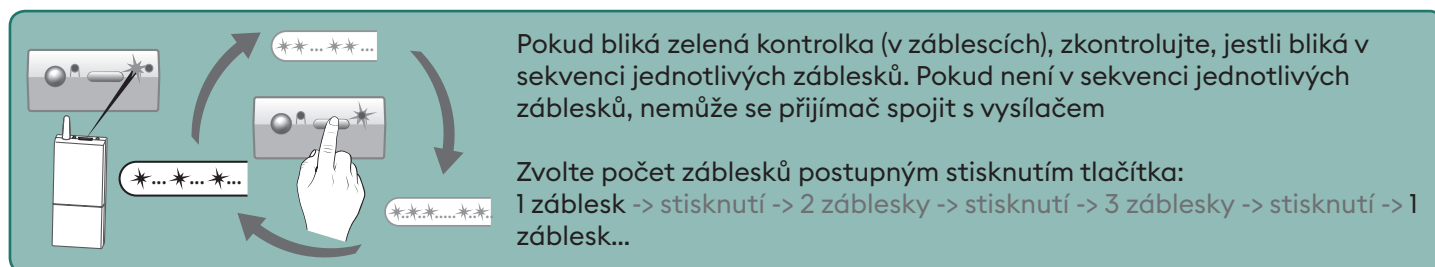 Pokud bliká zelená kontrolka (v záblescích), zkontrolujte, jestli bliká v
sekvenci jednotlivých záblesků. Pokud není v sekvenci jednotlivých
záblesků, nemůže se přijímač spojit s vysílačem
Zvolte počet záblesků postupným stisknutím tlačítka:
1 záblesk -> stisknutí -> 2 záblesky -> stisknutí -> 3 záblesky -> stisknutí -> 1
záblesk...